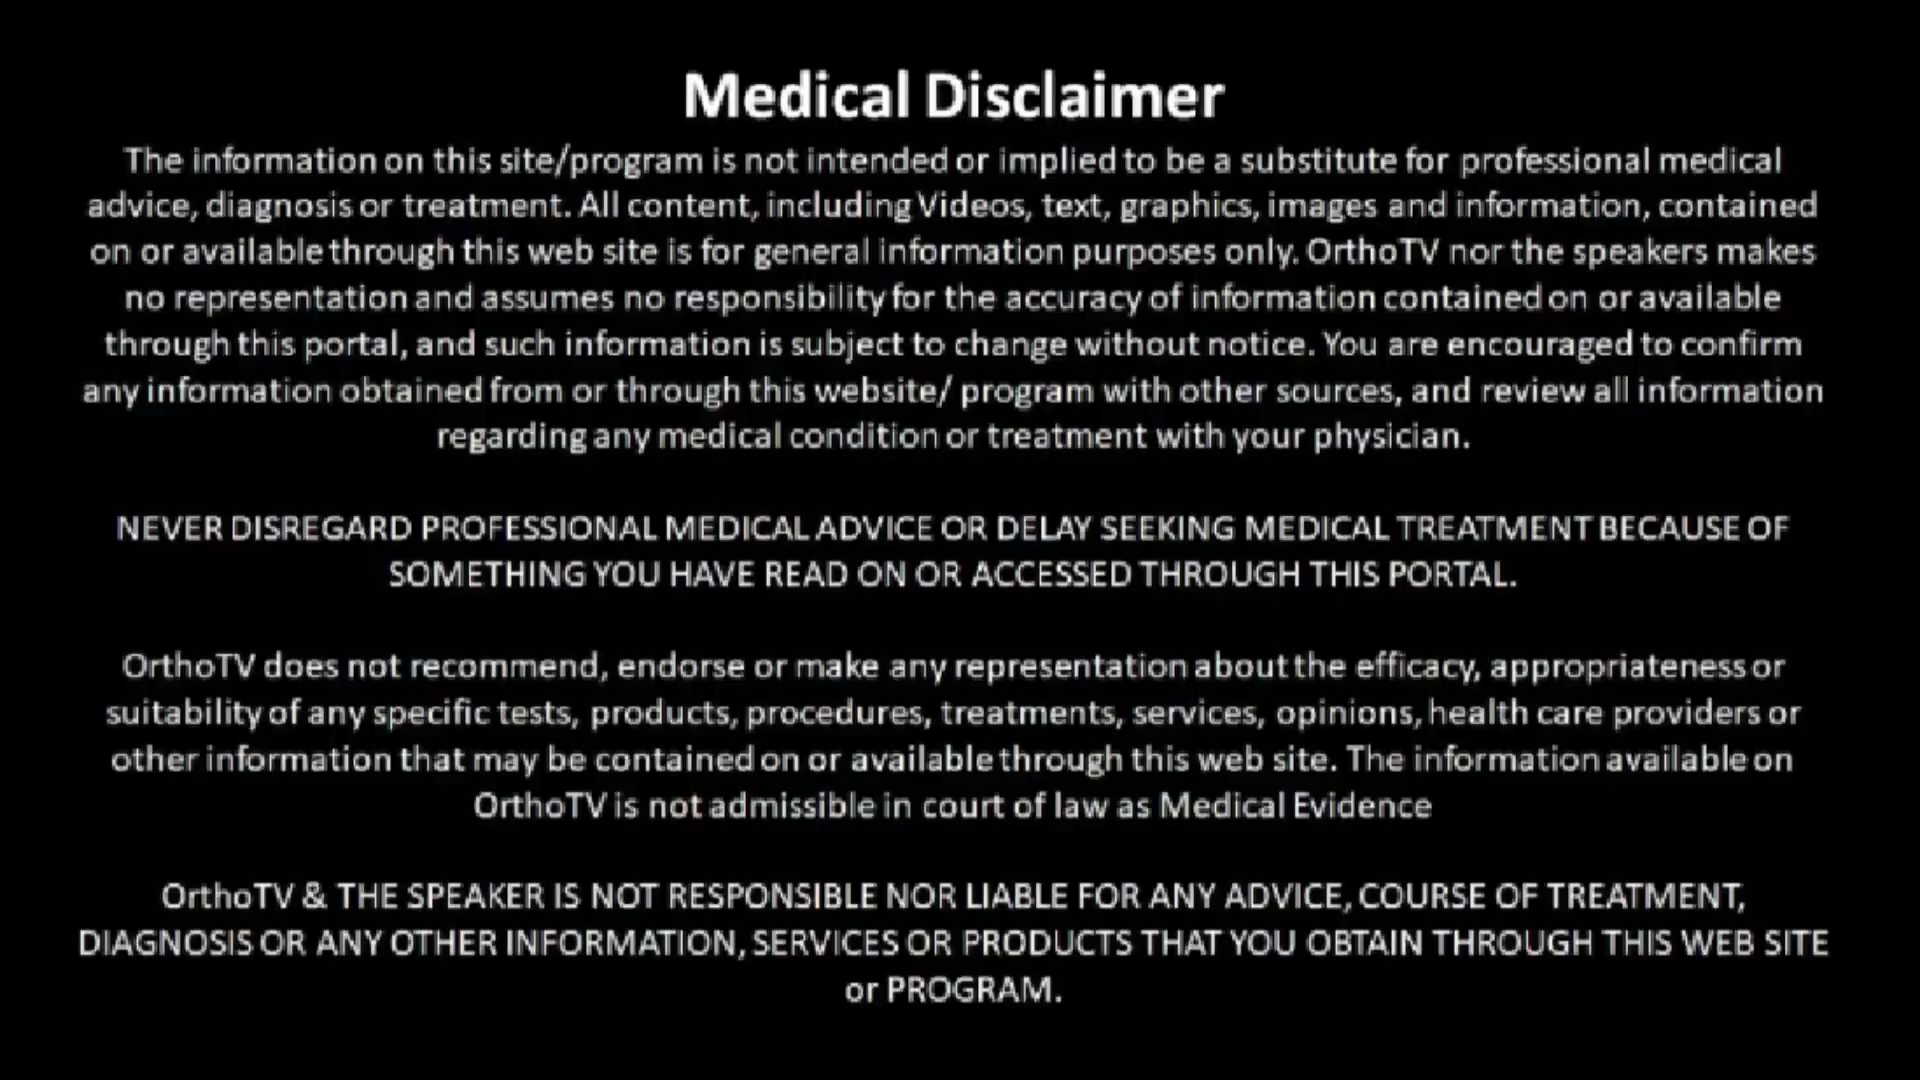 Medical Disclaimer
The information on this site/program is not intended or implied to be a substitute for professional medical
advice, diagnosis or treatment. All content, including Videos, text, graphics, images and information, contained
on or available through this web site is for general information purposes only. OrthoTV nor the speakers makes
no representation and assumes no responsibility for the accuracy of information contained on or available
through this portal, and such information is subject to change without notice. You are encouraged to confirm
any information obtained from or through this website/ program with other sources, and review all information
regarding any medical condition or treatment with your physician.
NEVER DISREGARD PROFESSIONAL MEDICAL ADVICE OR DELAY SEEKING MEDICAL TREATMENT BECAUSE OF
SOMETHING YOU HAVE READ ON OR ACCESSED THROUGH THIS PORTAL.
OrthoTV does not recommend, endorse or make any representation about the efficacy, appropriateness or
suitability of any specific tests, products, procedures, treatments, services, opinions, health care providers or
other information that may be contained on or available through this web site. The information available on
OrthoTV is not admissible in court of law as Medical Evidence
OrthoTV & THE SPEAKER IS NOT RESPONSIBLE NOR LIABLE FOR ANY ADVICE, COURSE OF TREATMENT,
DIAGNOSIS OR ANY OTHER INFORMATION, SERVICES OR PRODUCTS THAT YOU OBTAIN THROUGH THIS WEB SITE
or PROGRAM.